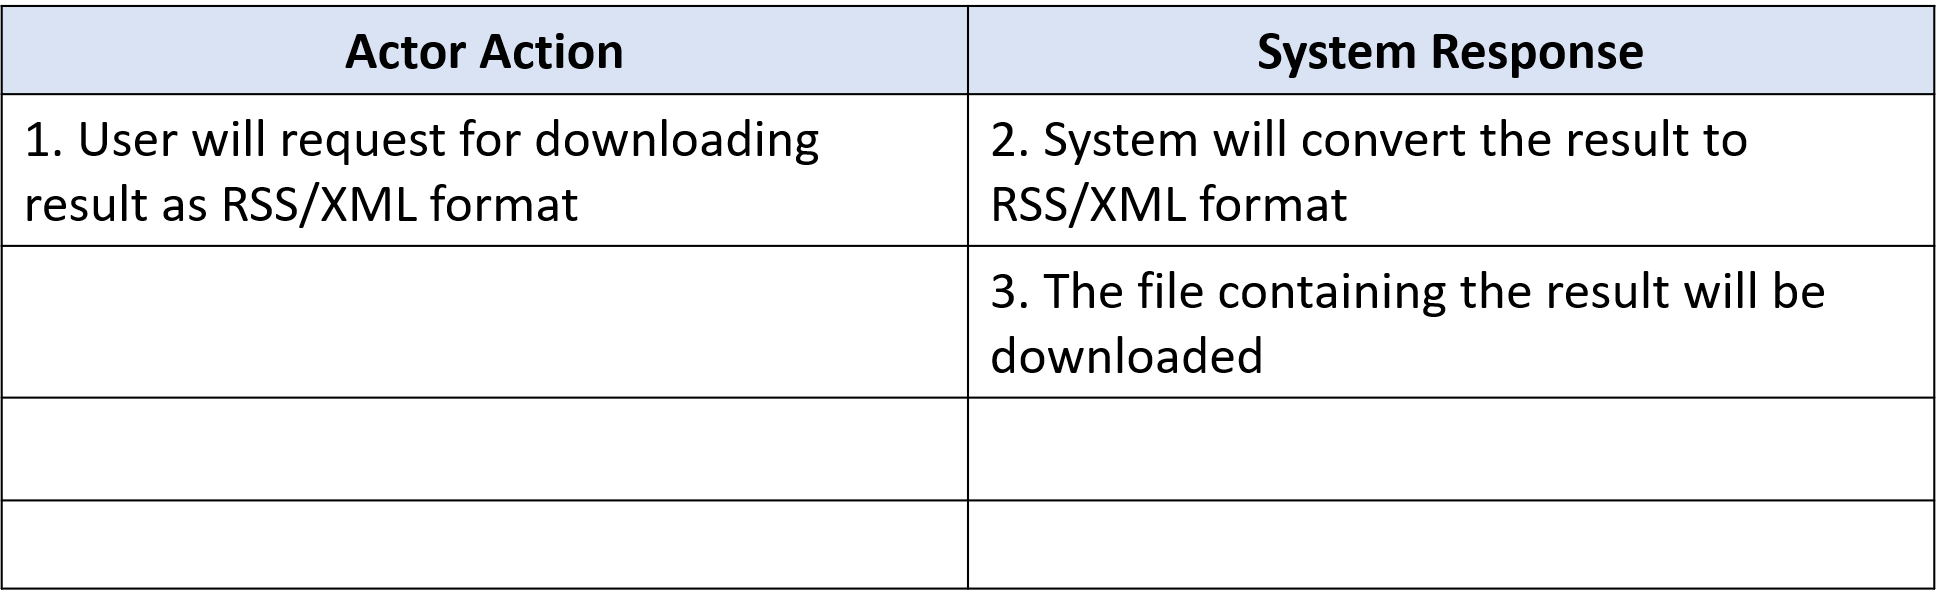 Actor Action
System Response
1. User will request for downloading
result as RSS/XML format
2. System will convert the result to
RSS/XML format
3. The file containing the result will be
downloaded